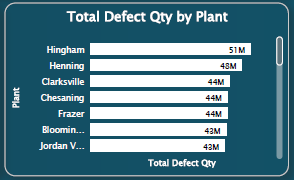 Total Defect Qty by Plant
Hingham 51M
Henning 48M
Clarksville 44M
Chesaning 44M
Frazer 44M
Bloomin... 43M
Jordan V... 43M
Plant
Total Defect Qty